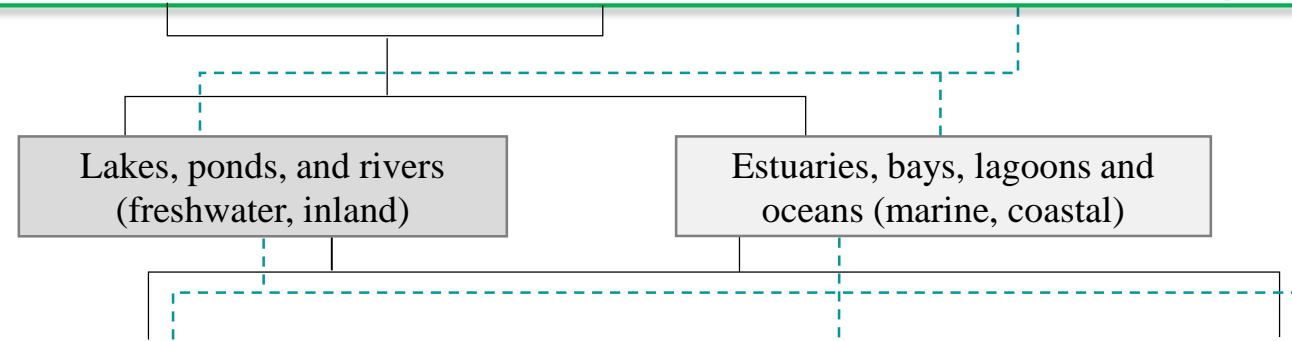 Lakes, ponds, and rivers
(freshwater, inland)
Estuaries, bays, lagoons and
oceans (marine, coastal)